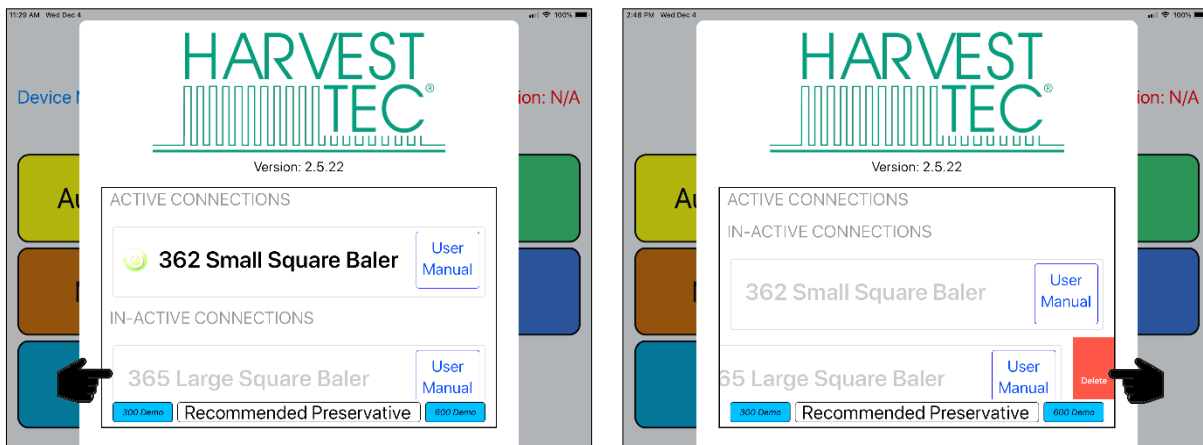 11:29 AM Wed Dec 4
100%
HARVEST
TEC®
Device
ion: N/A
Version: 2.5.22
Au
ACTIVE CONNECTIONS
362 Small Square Baler
User
Manual
IN-ACTIVE CONNECTIONS
365 Large Square Baler
User
Manual
300 Demo
Recommended Preservative
600 Demo
2:48 PM Wed Dec 4
100%
HARVEST
TEC®
ion: N/A
Version: 2.5.22
Au
ACTIVE CONNECTIONS
IN-ACTIVE CONNECTIONS
362 Small Square Baler
User
Manual
65 Large Square Baler
User
Manual
Delete
300 Demo
Recommended Preservative
600 Demo